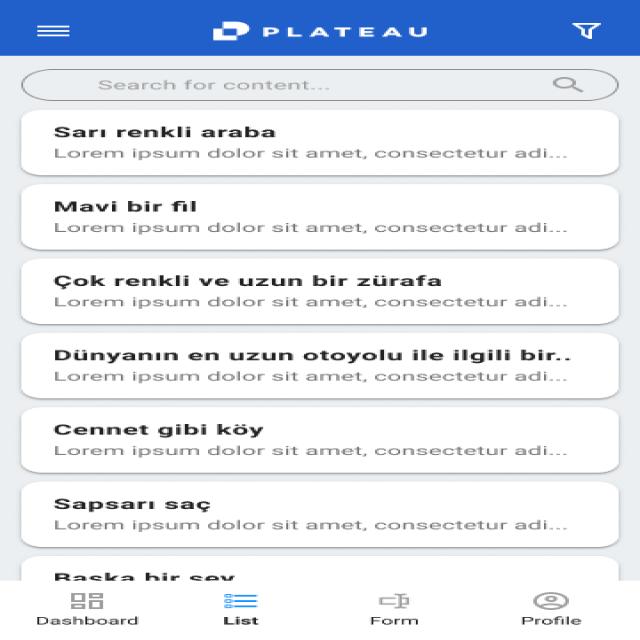 PLATEAU
Search for content...
Sarı renkli araba
Lorem ipsum dolor sit amet, consectetur adi...
Mavi bir fil
Lorem ipsum dolor sit amet, consectetur adi...
Çok renkli ve uzun bir zürafa
Lorem ipsum dolor sit amet, consectetur adi...
Dünyanın en uzun otoyolu ile ilgili bir..
Lorem ipsum dolor sit amet, consectetur adi...
Cennet gibi köy
Lorem ipsum dolor sit amet, consectetur adi...
Sapsarı saç
Lorem ipsum dolor sit amet, consectetur adi...
Başka bir şey
Dashboard List Form Profile